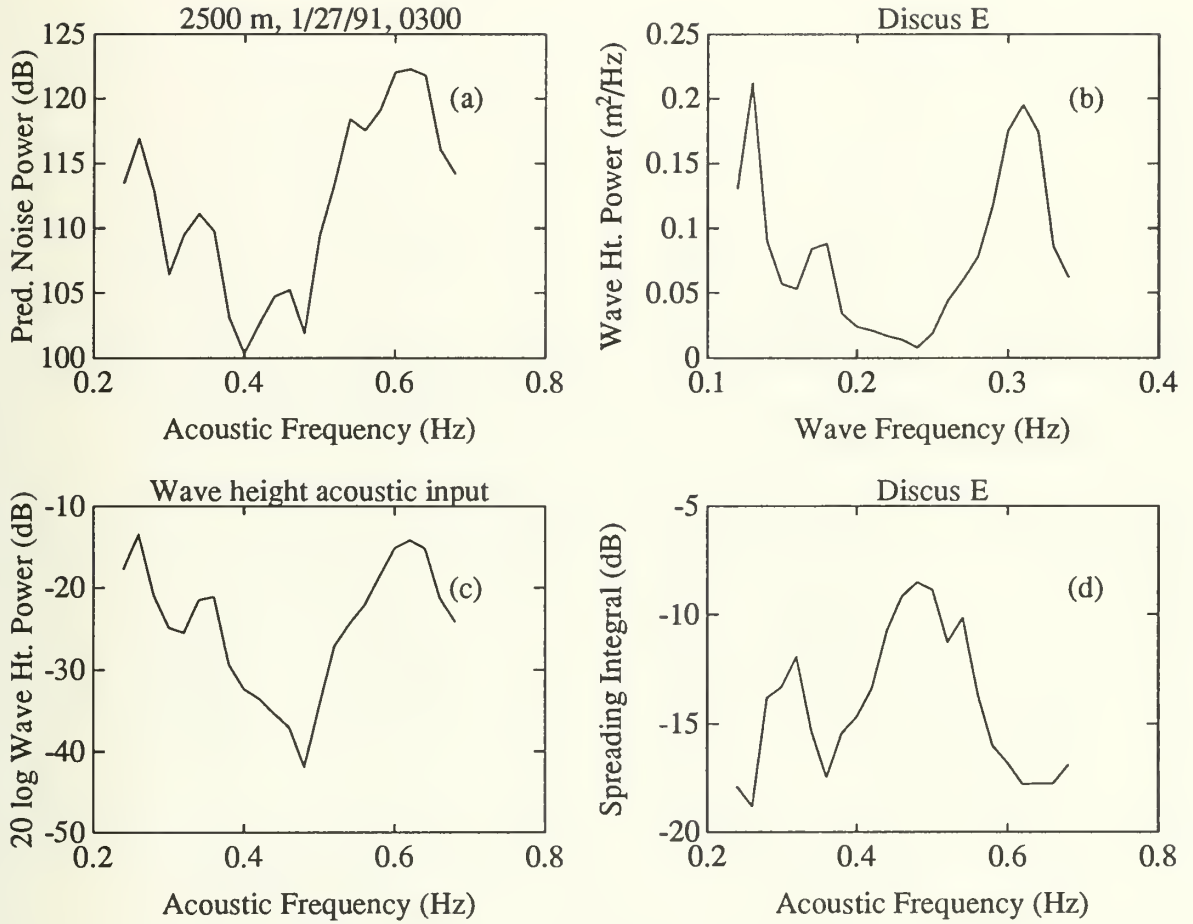 2500 m, 1/27/91, 0300
Pred. Noise Power (dB)
125
120
115
110
105
100
0.2
0.4
0.6
0.8
(a)
Acoustic Frequency (Hz)
Discus E
Wave Ht. Power (m²/Hz)
0.25
0.2
0.15
0.1
0.05
0
0.1
0.2
0.3
0.4
(b)
Wave Frequency (Hz)
Wave height acoustic input
20 log Wave Ht. Power (dB)
-10
-20
-30
-40
-50
0.2
0.4
0.6
0.8
(c)
Acoustic Frequency (Hz)
Discus E
Spreading Integral (dB)
-5
-10
-15
-20
0.2
0.4
0.6
0.8
(d)
Acoustic Frequency (Hz)